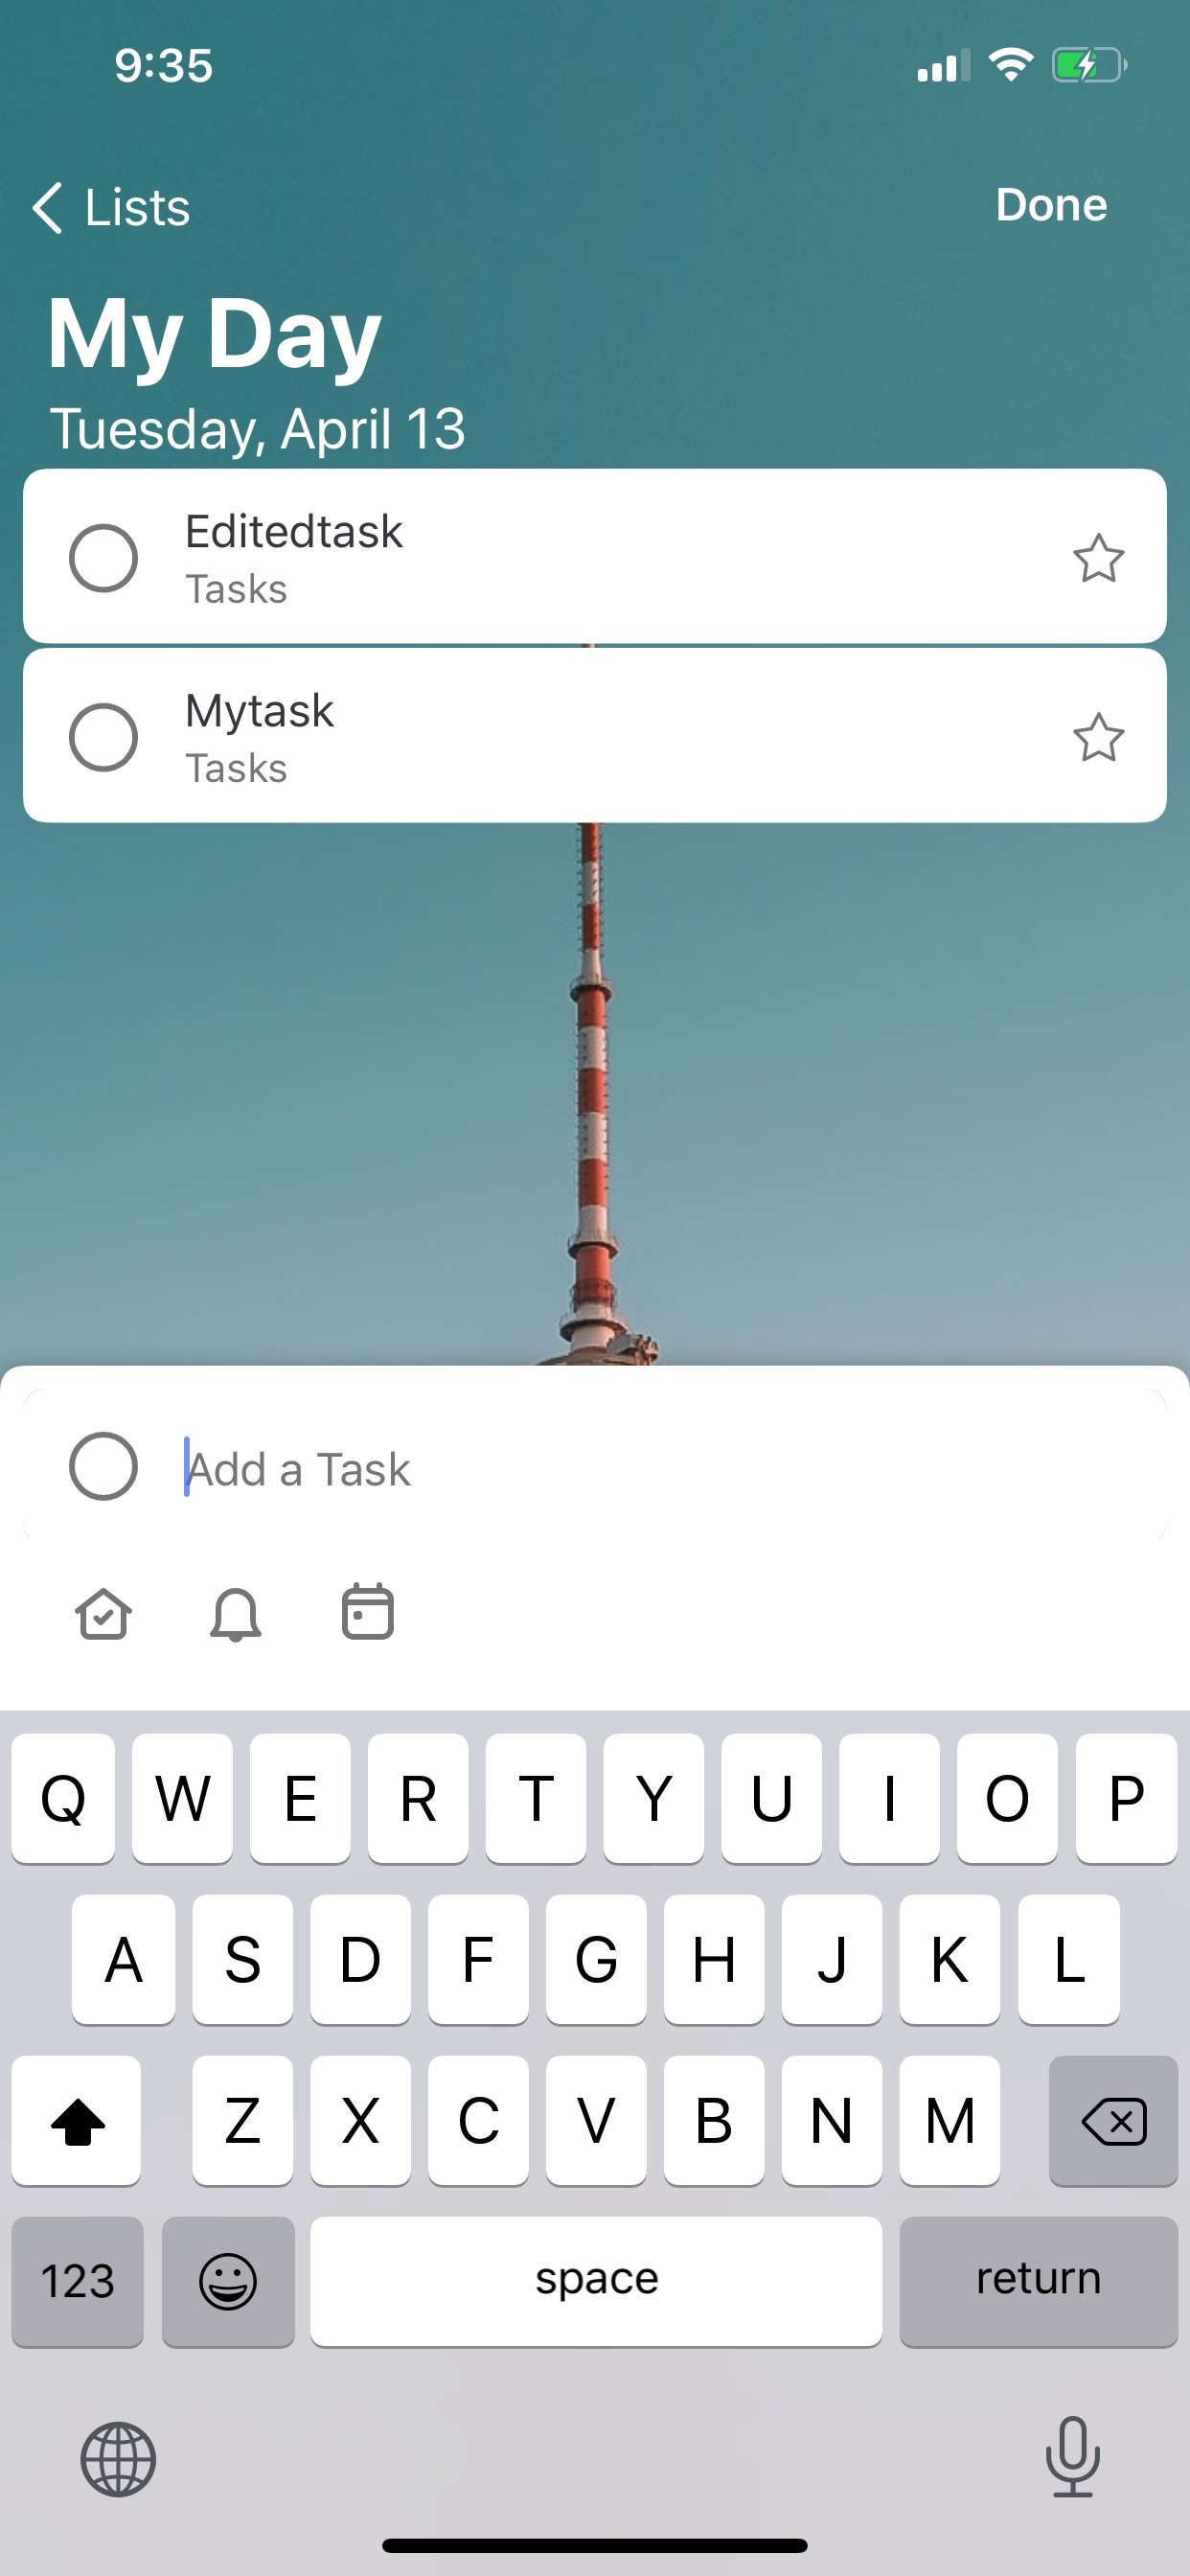 9:35
Lists
Done
My Day
Tuesday, April 13
Editedtask
Tasks
Mytask
Tasks
Add a Task
Q W E R T Y U I O P
A S D F G H J K L
Z X C V B N M
123 space return